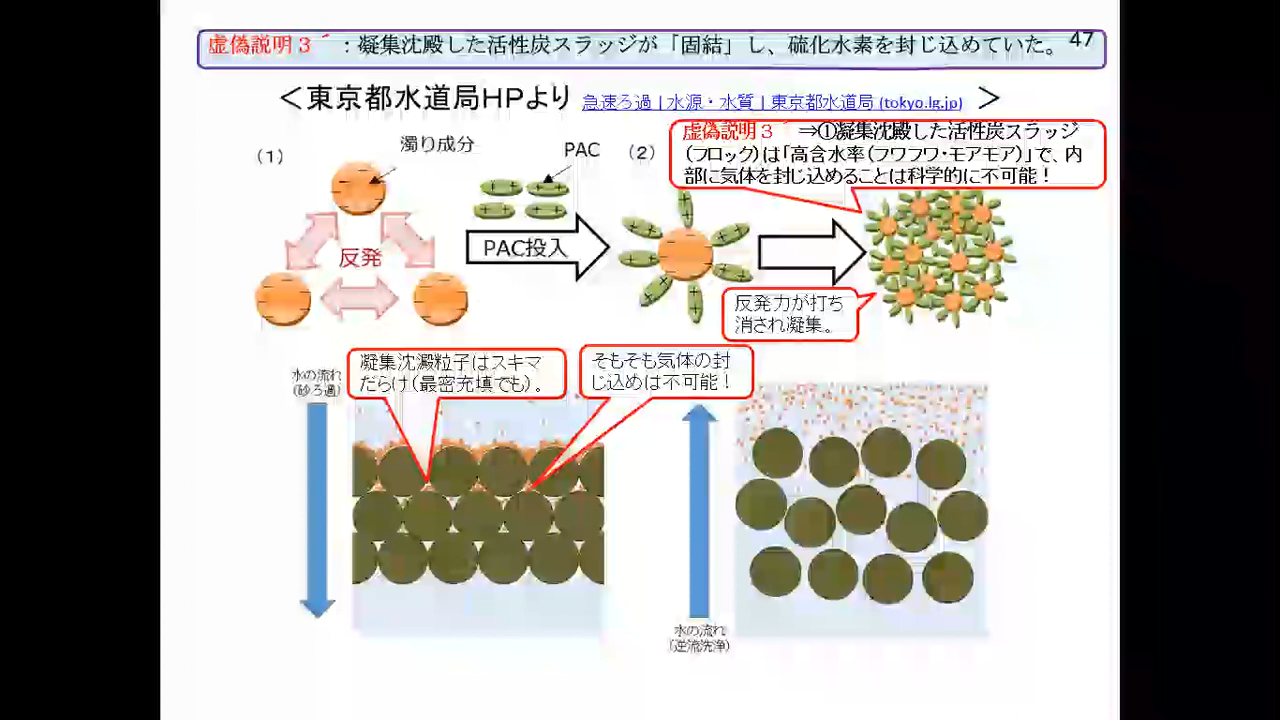 虚偽説明３´：凝集沈殿した活性炭スラッジが「固結」し、硫化水素を封じ込めていた。
47
＜東京都水道局HPより 急速ろ過 | 水源・水質 | 東京都水道局 (tokyo.lg.jp) ＞
（1）
濁り成分
PAC
（2）
虚偽説明３´ ⇒①凝集沈殿した活性炭スラッジ
（フロック）は「高含水率（フワフワ・モアモア）」で、内
部に気体を封じ込めることは科学的に不可能！
反発
PAC投入
反発力が打ち
消され凝集。
水の流れ
(砂ろ過)
凝集沈澱粒子はスキマ
だらけ（最密充填でも）。
そもそも気体の封
じ込めは不可能！
水の流れ
(逆流洗浄)